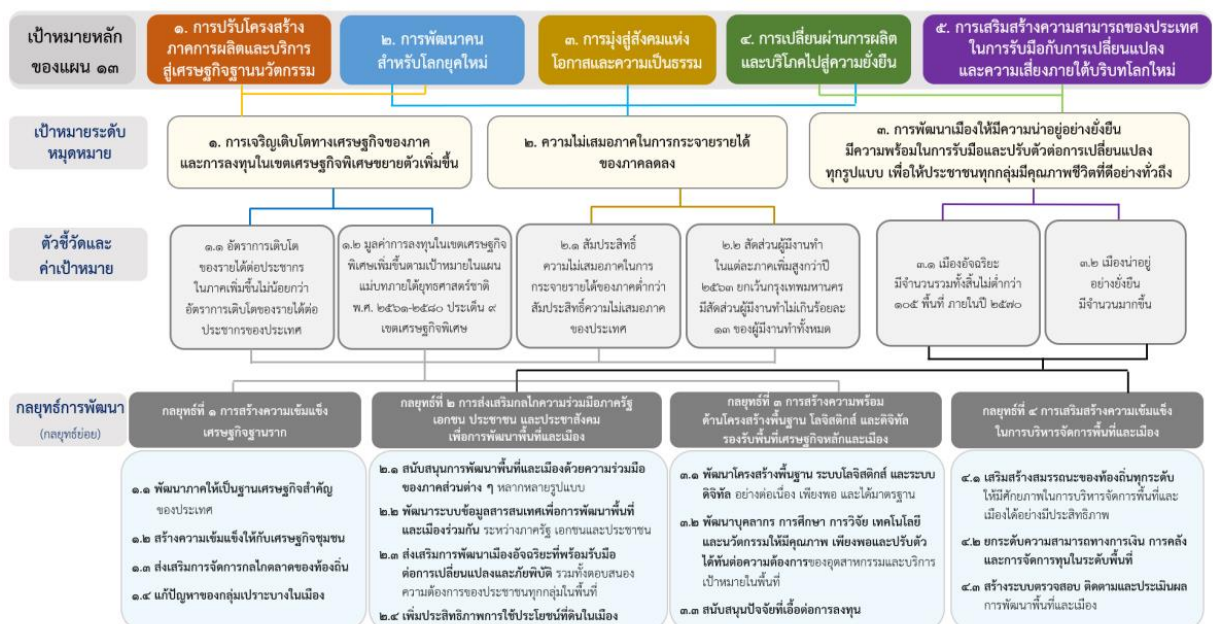 เป้าหมายหลัก
ของแผน ๑๓
๑. การปรับโครงสร้าง
ภาคการผลิตและบริการ
สู่เศรษฐกิจฐานนวัตกรรม
๒. การพัฒนาคน
สำหรับโลกยุคใหม่
๓. การมุ่งสู่สังคมแห่ง
โอกาสและความเป็นธรรม
๔. การเปลี่ยนผ่านการผลิต
และบริโภคไปสู่ความยั่งยืน
๕. การเสริมสร้างความสามารถของประเทศ
ในการรับมือกับการเปลี่ยนแปลง
และความเสี่ยงภายใต้บริบทโลกใหม่
เป้าหมายระดับ
หมุดหมาย
๑. การเจริญเติบโตทางเศรษฐกิจของภาค
และการลงทุนในเขตเศรษฐกิจพิเศษขยายตัวเพิ่มขึ้น
๒. ความไม่เสมอภาคในการกระจายรายได้
ของภาคลดลง
๓. การพัฒนาเมืองให้มีความน่าอยู่อย่างยั่งยืน
มีความพร้อมในการรับมือและปรับตัวต่อการเปลี่ยนแปลง
ทุกรูปแบบ เพื่อให้ประชาชนทุกกลุ่มมีคุณภาพชีวิตที่ดีอย่างทั่วถึง
ตัวชี้วัดและ
ค่าเป้าหมาย
๑.๑ อัตราการเติบโต
ของรายได้ต่อประชากร
ในภาคเพิ่มขึ้นไม่น้อยกว่า
อัตราการเติบโตของรายได้ต่อ
ประชากรของประเทศ
๑.๒ มูลค่าการลงทุนในเขตเศรษฐกิจ
พิเศษเพิ่มขึ้นตามเป้าหมายในแผน
แม่บทภายใต้ยุทธศาสตร์ชาติ
พ.ศ. ๒๕๖๑-๒๕๘๐ ประเด็น ๙
เขตเศรษฐกิจพิเศษ
๒.๑ สัมประสิทธิ์
ความไม่เสมอภาคในการ
กระจายรายได้ของภาคต่ำกว่า
สัมประสิทธิ์ความไม่เสมอภาค
ของประเทศ
๒.๒ สัดส่วนผู้มีงานทำ
ในแต่ละภาคเพิ่มสูงกว่าปี
๒๕๖๓ ยกเว้นกรุงเทพมหานคร
มีสัดส่วนผู้มีงานทำไม่เกินร้อยละ
๑๓ ของผู้มีงานทำทั้งหมด
๓.๑ เมืองอัจฉริยะ
มีจำนวนรวมทั้งสิ้นไม่ต่ำกว่า
๑๐๕ พื้นที่ ภายในปี ๒๕๗๐
๓.๒ เมืองน่าอยู่
อย่างยั่งยืน
มีจำนวนมากขึ้น
กลยุทธ์การพัฒนา
(กลยุทธ์ย่อย)
กลยุทธ์ที่ ๑ การสร้างความเข้มแข็ง
เศรษฐกิจฐานราก
๑.๑ พัฒนาภาคให้เป็นฐานเศรษฐกิจสำคัญ
ของประเทศ
๑.๒ สร้างความเข้มแข็งให้กับเศรษฐกิจชุมชน
๑.๓ ส่งเสริมการจัดการกลไกตลาดของท้องถิ่น
๑.๔ แก้ปัญหาของกลุ่มเปราะบางในเมือง
กลยุทธ์ที่ ๒ การส่งเสริมกลไกความร่วมมือภาครัฐ
เอกชน ประชาชน และประชาสังคม
เพื่อการพัฒนาพื้นที่และเมือง
๒.๑ สนับสนุนการพัฒนาพื้นที่และเมืองด้วยความร่วมมือ
ของภาคส่วนต่าง ๆ หลากหลายรูปแบบ
๒.๒ พัฒนาระบบข้อมูลสารสนเทศเพื่อการพัฒนาพื้นที่
และเมืองร่วมกัน ระหว่างภาครัฐ เอกชนและประชาชน
๒.๓ ส่งเสริมการพัฒนาเมืองอัจฉริยะที่พร้อมรับมือ
ต่อการเปลี่ยนแปลงและภัยพิบัติ รวมทั้งตอบสนอง
ความต้องการของประชาชนทุกกลุ่มในพื้นที่
๒.๔ เพิ่มประสิทธิภาพการใช้ประโยชน์ที่ดินในเมือง
กลยุทธ์ที่ ๓ การสร้างความพร้อม
ด้านโครงสร้างพื้นฐาน โลจิสติกส์ และดิจิทัล
รองรับพื้นที่เศรษฐกิจหลักและเมือง
๓.๑ พัฒนาโครงสร้างพื้นฐาน ระบบโลจิสติกส์ และระบบ
ดิจิทัล อย่างต่อเนื่อง เพียงพอ และได้มาตรฐาน
๓.๒ พัฒนาบุคลากร การศึกษา การวิจัย เทคโนโลยี
และนวัตกรรมให้มีคุณภาพ เพียงพอและปรับตัว
ได้ทันต่อความต้องการของอุตสาหกรรมและบริการ
เป้าหมายในพื้นที่
๓.๓ สนับสนุนปัจจัยที่เอื้อต่อการลงทุน
กลยุทธ์ที่ ๔ การเสริมสร้างความเข้มแข็ง
ในการบริหารจัดการพื้นที่และเมือง
๔.๑ เสริมสร้างสมรรถนะของท้องถิ่นทุกระดับ
ให้มีศักยภาพในการบริหารจัดการพื้นที่และ
เมืองได้อย่างมีประสิทธิภาพ
๔.๒ ยกระดับความสามารถทางการเงิน การคลัง
และการจัดการทุนในระดับพื้นที่
๔.๓ สร้างระบบตรวจสอบ ติดตามและประเมินผล
การพัฒนาพื้นที่และเมือง